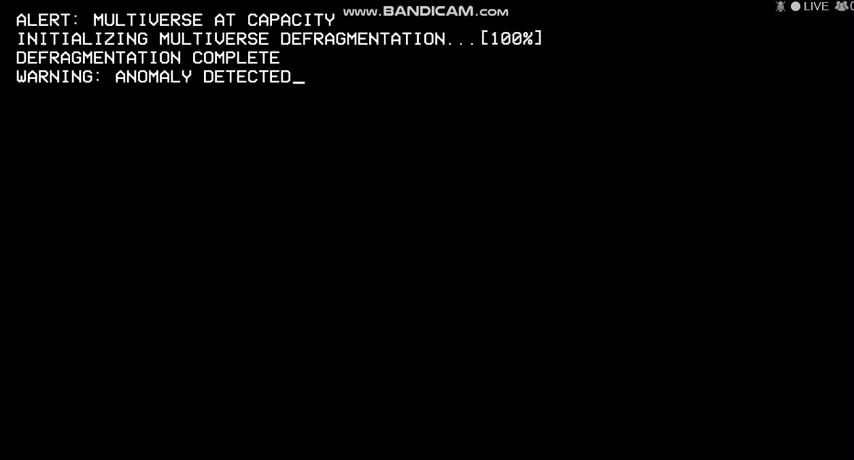 www.BANDICAM.com
LIVE
ALERT: MULTIVERSE AT CAPACITY
INITIALIZING MULTIVERSE DEFRAGMENTATION...[100%]
DEFRAGMENTATION COMPLETE
WARNING: ANOMALY DETECTED_